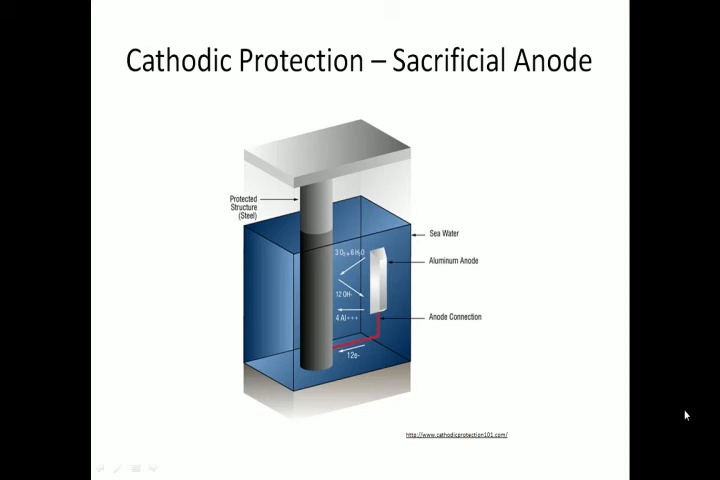 Cathodic Protection – Sacrificial Anode
Protected
Structure
(Steel)
Sea Water
3 O₂+6 H₂O
Aluminum Anode
12 OH-
4 Al+++
Anode Connection
12e-
http://www.cathodicprotection101.com/